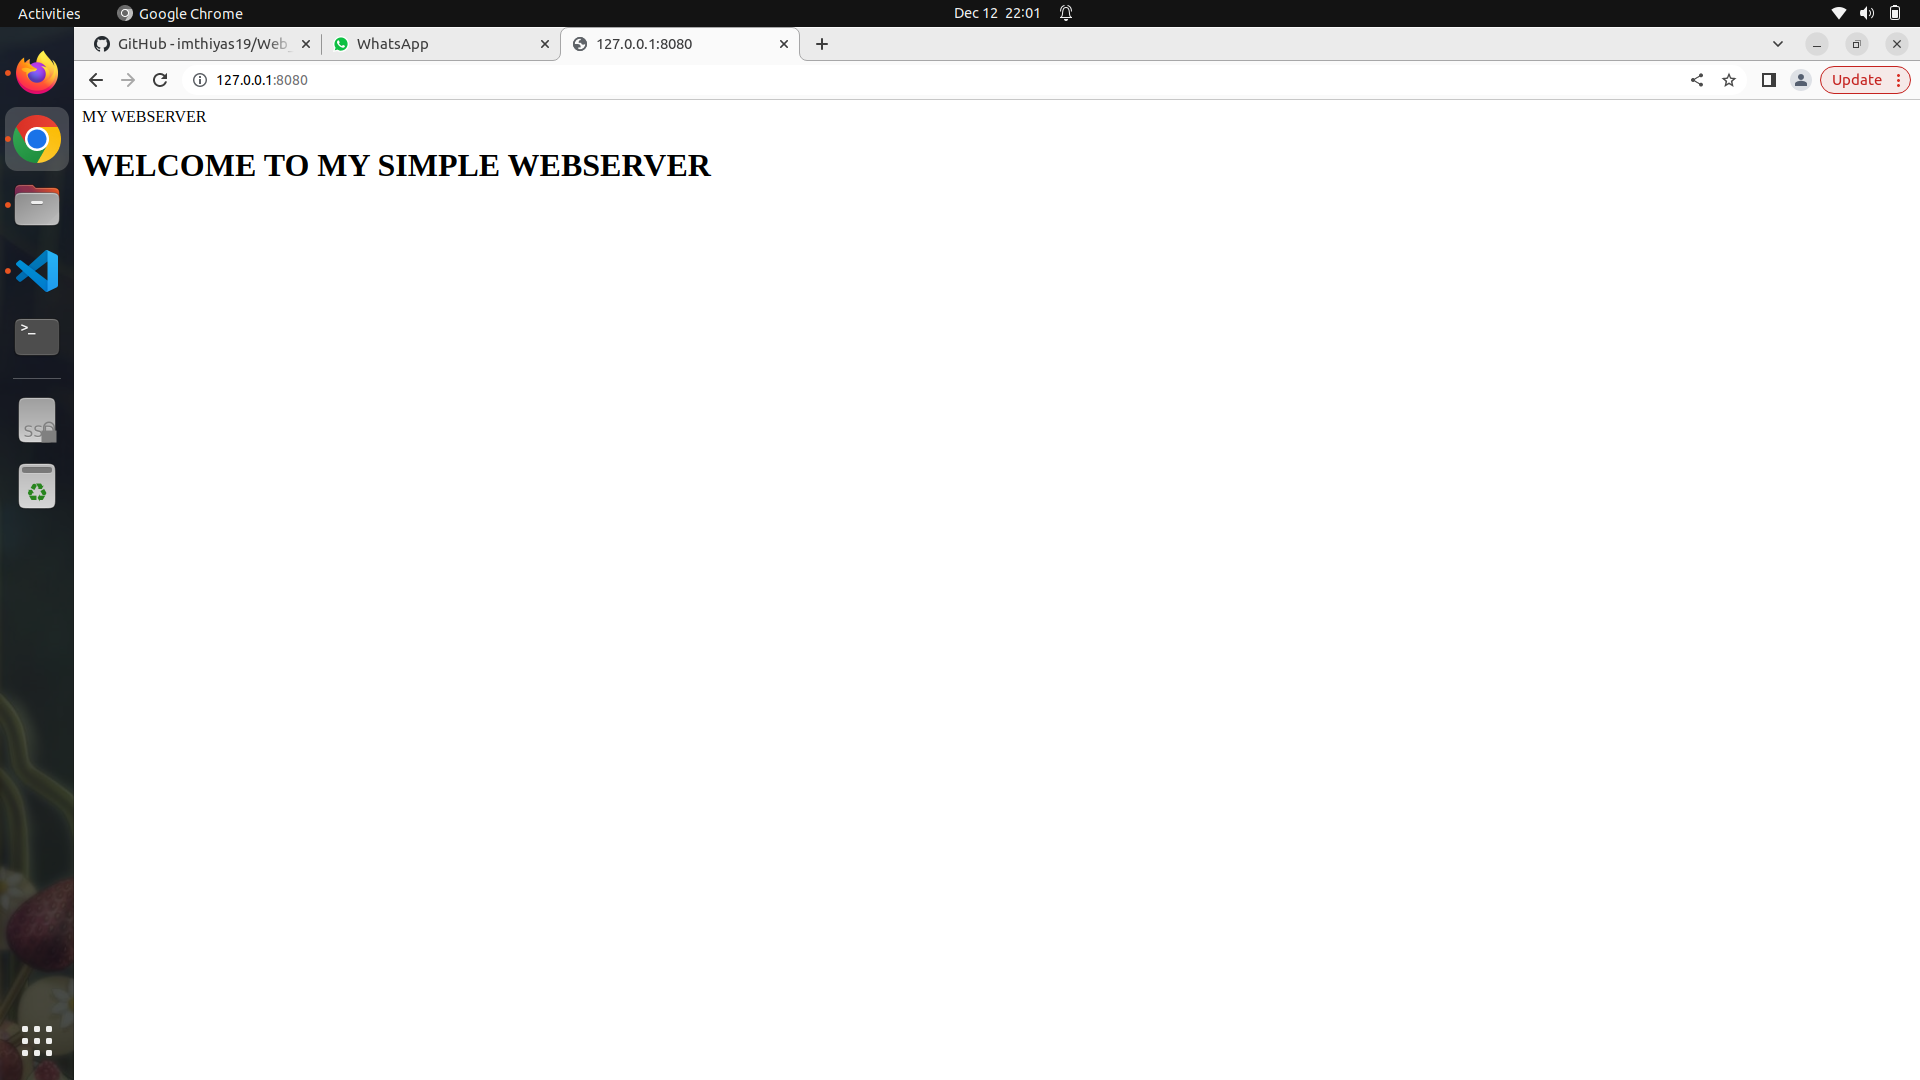 Activities
Google Chrome
Dec 12 22:01
GitHub - imthiyas19/Web
WhatsApp
127.0.0.1:8080
127.0.0.1:8080
Update
MY WEBSERVER
WELCOME TO MY SIMPLE WEBSERVER
>_